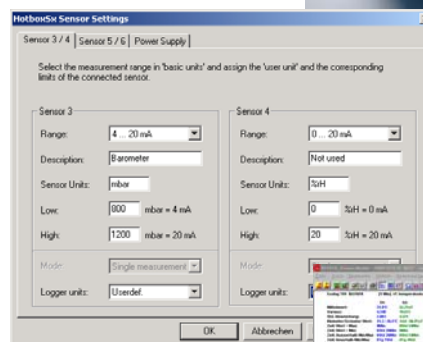 HotboxSx Sensor Settings
Sensor 3 / 4 Sensor 5 / 6 Power Supply
Select the measurement range in 'basic units' and assign the 'user unit' and the corresponding
limits of the connected sensor.
Sensor 3
Range: 4 ... 20 mA
Description: Barometer
Sensor Units: mbar
Low: 800 mbar = 4 mA
High: 1200 mbar = 20 mA
Mode: Single measurement
Logger units: Userdef.
Sensor 4
Range: 0 ... 20 mA
Description: Not used
Sensor Units: %rH
Low: 0 %rH = 0 mA
High: 20 %rH = 20 mA
Mode:
Logger units:
OK Abbrechen